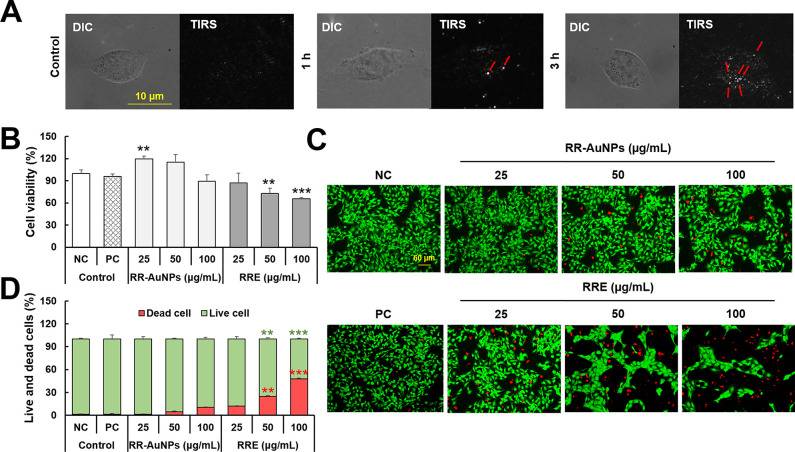 A
DIC
TIRS
DIC
TIRS
DIC
TIRS
Control
1 h
3 h
10 μm
B
Cell viability (%)
150
120
90
60
30
0
**
**
***
NC
PC
25
50
100
25
50
100
Control
RR-AuNPs (μg/mL)
RRE (μg/mL)
C
RR-AuNPs (μg/mL)
NC
25
50
100
60 μm
RRE (μg/mL)
PC
25
50
100
D
Live and dead cells (%)
150
120
90
60
30
0
Dead cell
Live cell
**
***
**
***
NC
PC
25
50
100
25
50
100
Control
RR-AuNPs (μg/mL)
RRE (μg/mL)